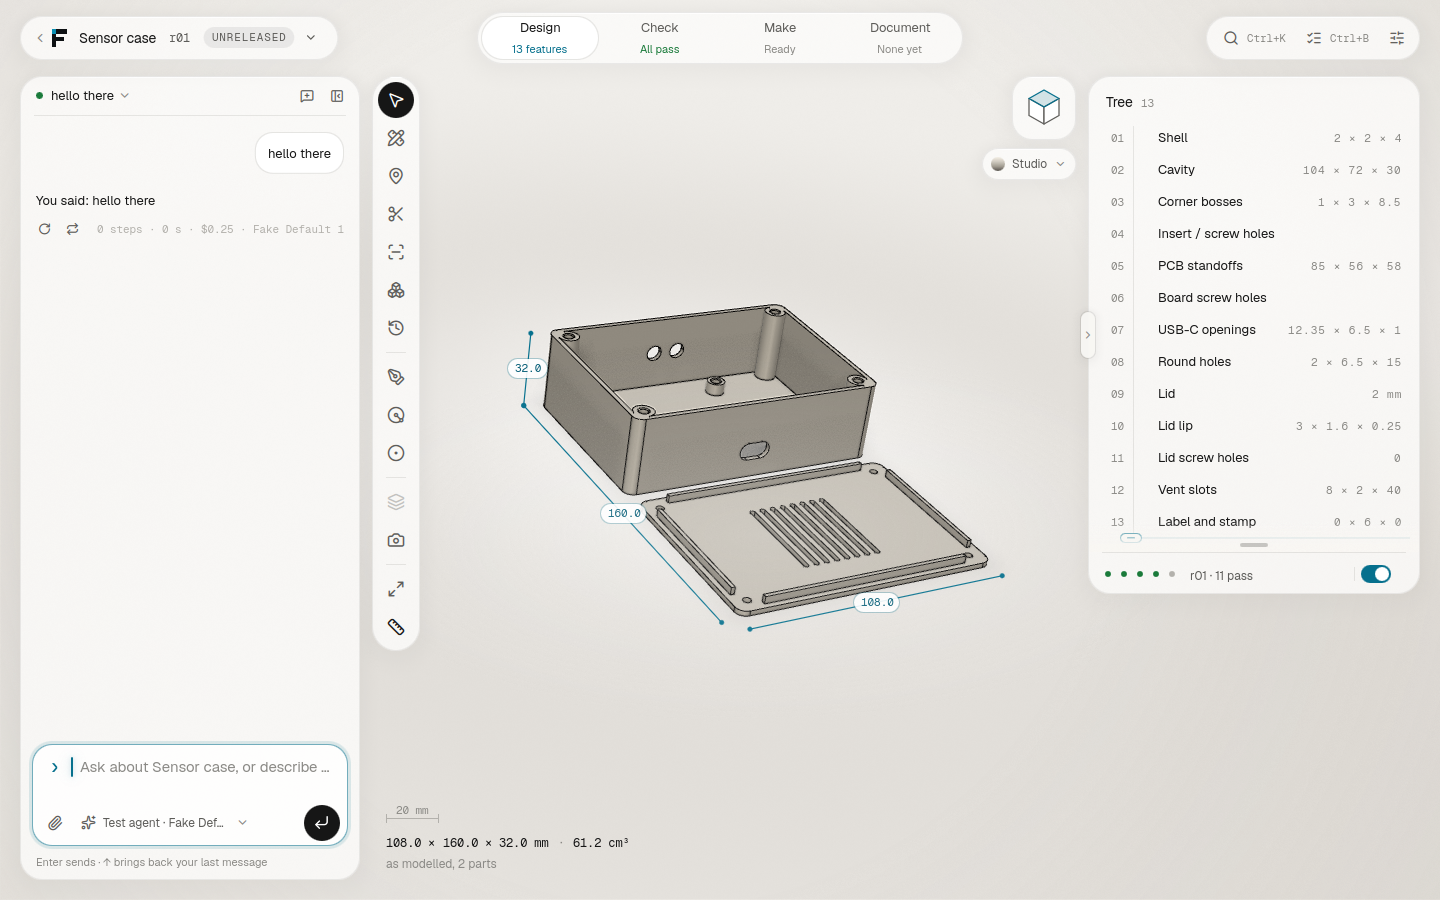 Sensor case r01 UNRELEASED
Design
13 features
Check
All pass
Make
Ready
Document
None yet
Ctrl+K
Ctrl+B
hello there
hello there
You said: hello there
0 steps · 0 s · $0.25 · Fake Default 1
Ask about Sensor case, or describe …
Test agent · Fake Def…
Enter sends · ↑ brings back your last message
Studio
32.0
160.0
108.0
20 mm
108.0 × 160.0 × 32.0 mm · 61.2 cm³
as modelled, 2 parts
Tree 13
01 Shell 2 × 2 × 4
02 Cavity 104 × 72 × 30
03 Corner bosses 1 × 3 × 8.5
04 Insert / screw holes
05 PCB standoffs 85 × 56 × 58
06 Board screw holes
07 USB-C openings 12.35 × 6.5 × 1
08 Round holes 2 × 6.5 × 15
09 Lid 2 mm
10 Lid lip 3 × 1.6 × 0.25
11 Lid screw holes 0
12 Vent slots 8 × 2 × 40
13 Label and stamp 0 × 6 × 0
r01 · 11 pass